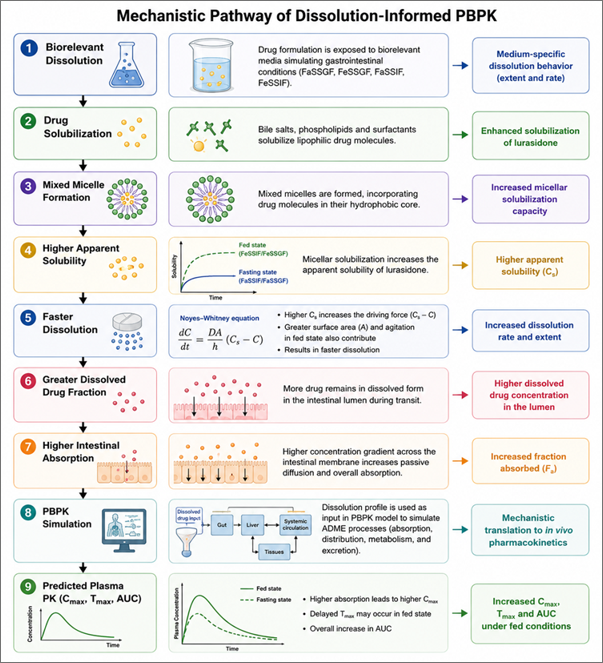 Mechanistic Pathway of Dissolution-Informed PBPK
1
Biorelevant
Dissolution
Drug formulation is exposed to biorelevant
media simulating gastrointestinal
conditions (FaSSGF, FeSSGF, FaSSIF,
FeSSIF).
Medium-specific
dissolution behavior
(extent and rate)
2
Drug
Solubilization
Bile salts, phospholipids and surfactants
solubilize lipophilic drug molecules.
Enhanced solubilization
of lurasidone
3
Mixed Micelle
Formation
Mixed micelles are formed, incorporating
drug molecules in their hydrophobic core.
Increased micellar
solubilization
capacity
4
Higher Apparent
Solubility
Solubility
Fed state
(FeSSIF/FeSSGF)
Fasting state
(FaSSIF/FaSSGF)
Time
Micellar solubilization increases the
apparent solubility of lurasidone.
Higher apparent
solubility (Cs)
5
Faster
Dissolution
Noyes–Whitney equation
dC/dt = DA/h (Cs – C)
• Higher Cs increases the driving force (Cs – C)
• Greater surface area (A) and agitation
in fed state also contribute
• Results in faster dissolution
Increased dissolution
rate and extent
6
Greater Dissolved
Drug Fraction
More drug remains in dissolved form
in the intestinal lumen during transit.
Higher dissolved
drug concentration
in the lumen
7
Higher Intestinal
Absorption
Higher concentration gradient across the
intestinal membrane increases passive
diffusion and overall absorption.
Increased fraction
absorbed (Fa)
8
PBPK
Simulation
Dissolved
drug input
Gut
Liver
Systemic
circulation
Tissues
Dissolution profile is used as
input in PBPK model to simulate
ADME processes (absorption,
distribution, metabolism, and
excretion).
Mechanistic
translation to in vivo
pharmacokinetics
9
Predicted Plasma
PK (Cmax, Tmax, AUC)
Concentration
Time
Plasma Concentration
Fed state
Fasting state
Time
• Higher absorption leads to higher Cmax
• Delayed Tmax may occur in fed state
• Overall increase in AUC
Increased Cmax,
Tmax and AUC
under fed conditions